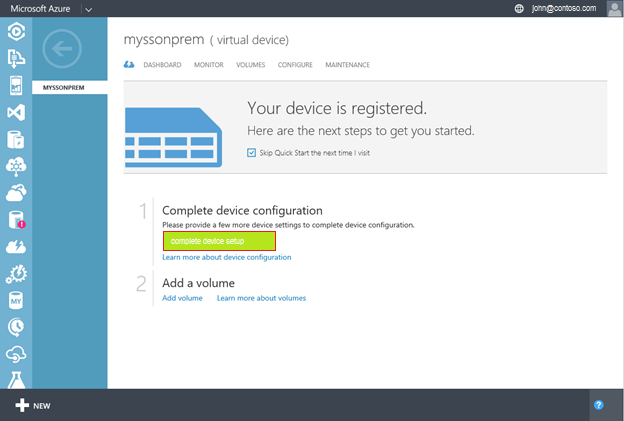 Microsoft Azure
john@contoso.com
myssonprem ( virtual device)
DASHBOARD MONITOR VOLUMES CONFIGURE MAINTENANCE
MYSSONPREM
Your device is registered.
Here are the next steps to get you started.
Skip Quick Start the next time I visit
1 Complete device configuration
Please provide a few more device settings to complete device configuration.
complete device setup
Learn more about device configuration
2 Add a volume
Add volume Learn more about volumes
MY
NEW
?